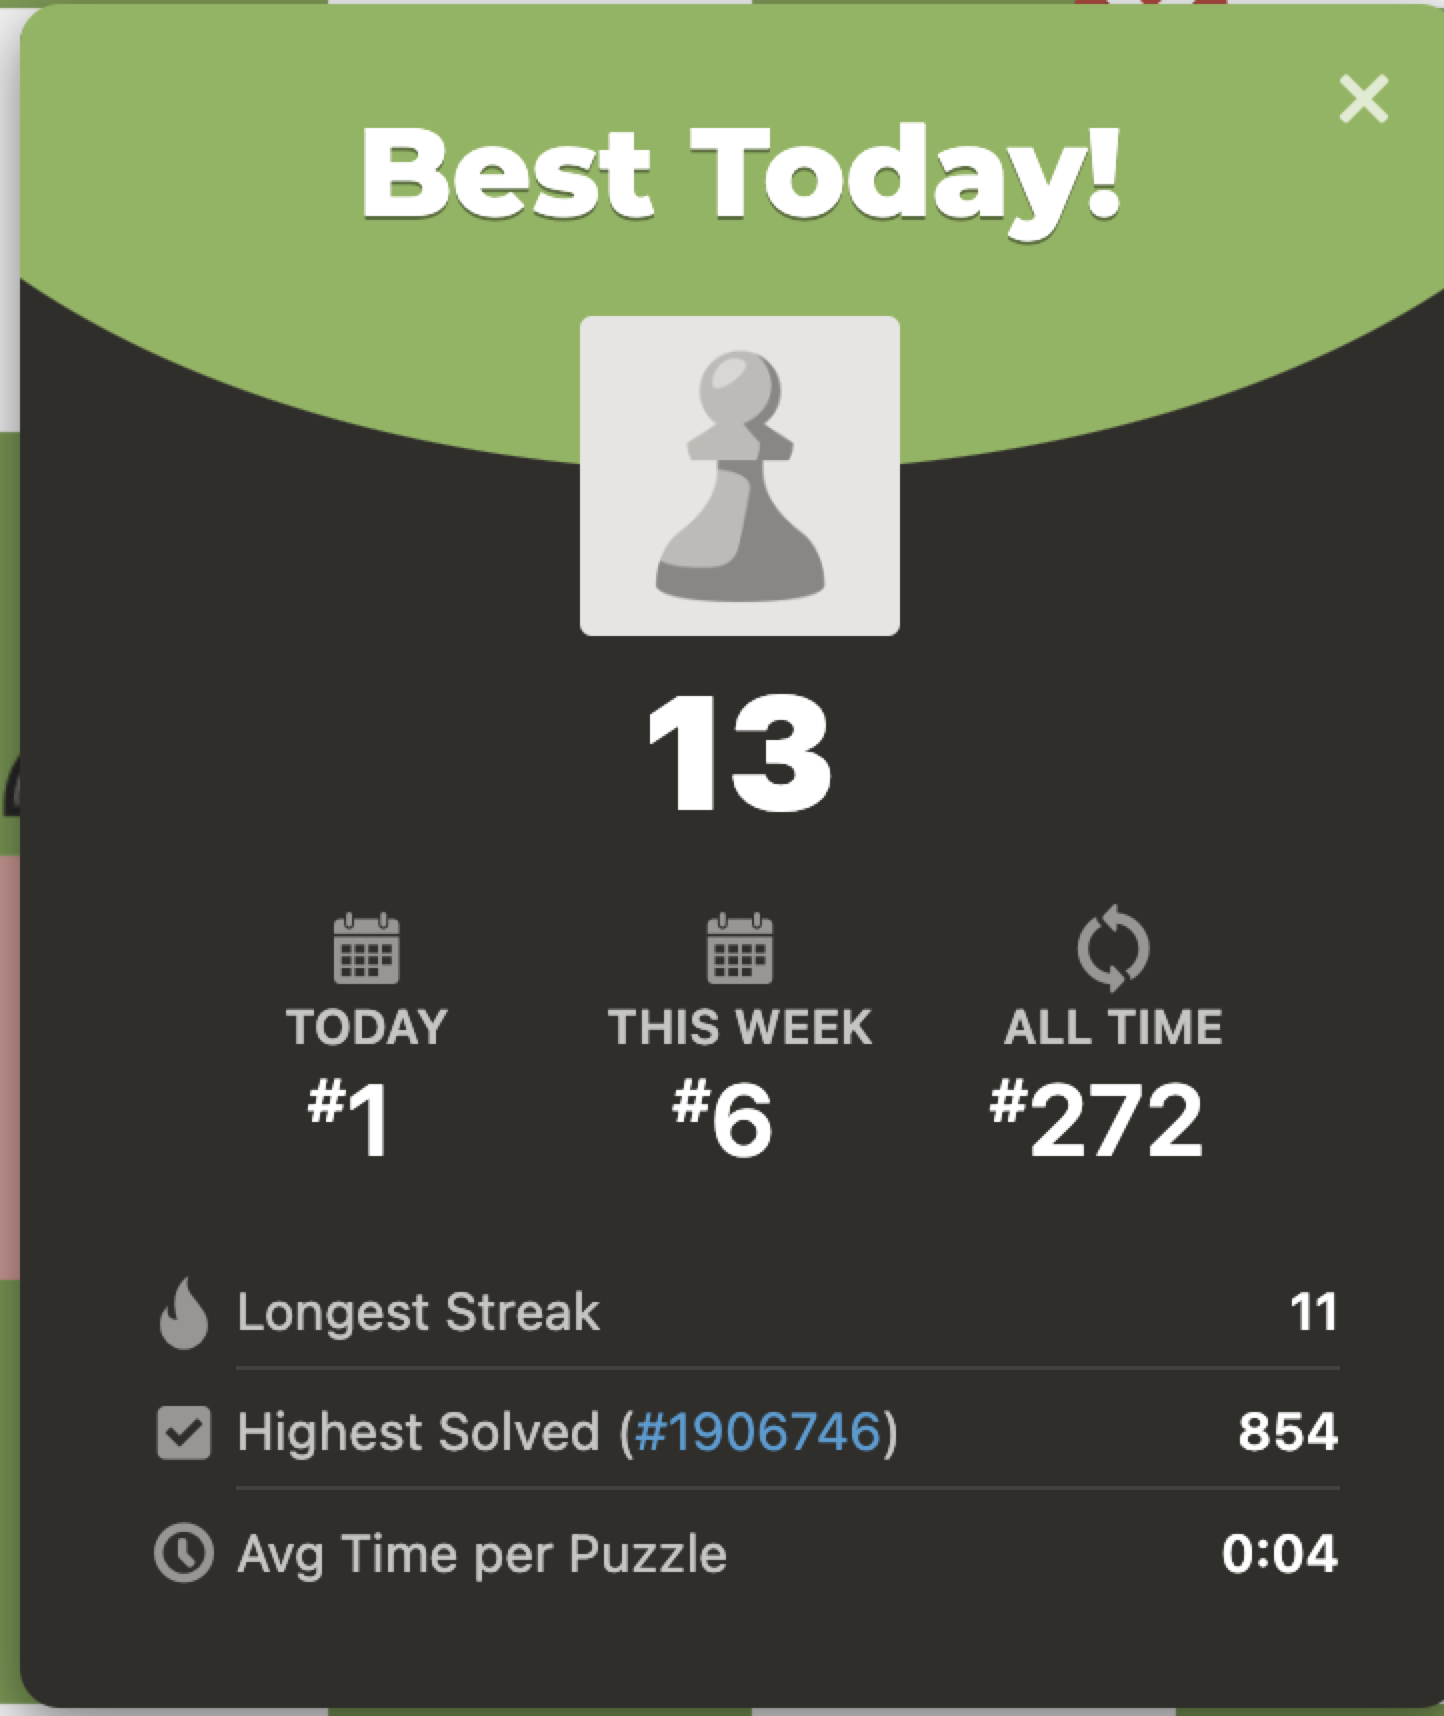 Best Today!
13
TODAY THIS WEEK ALL TIME
#1 #6 #272
Longest Streak 11
Highest Solved (#1906746) 854
Avg Time per Puzzle 0:04